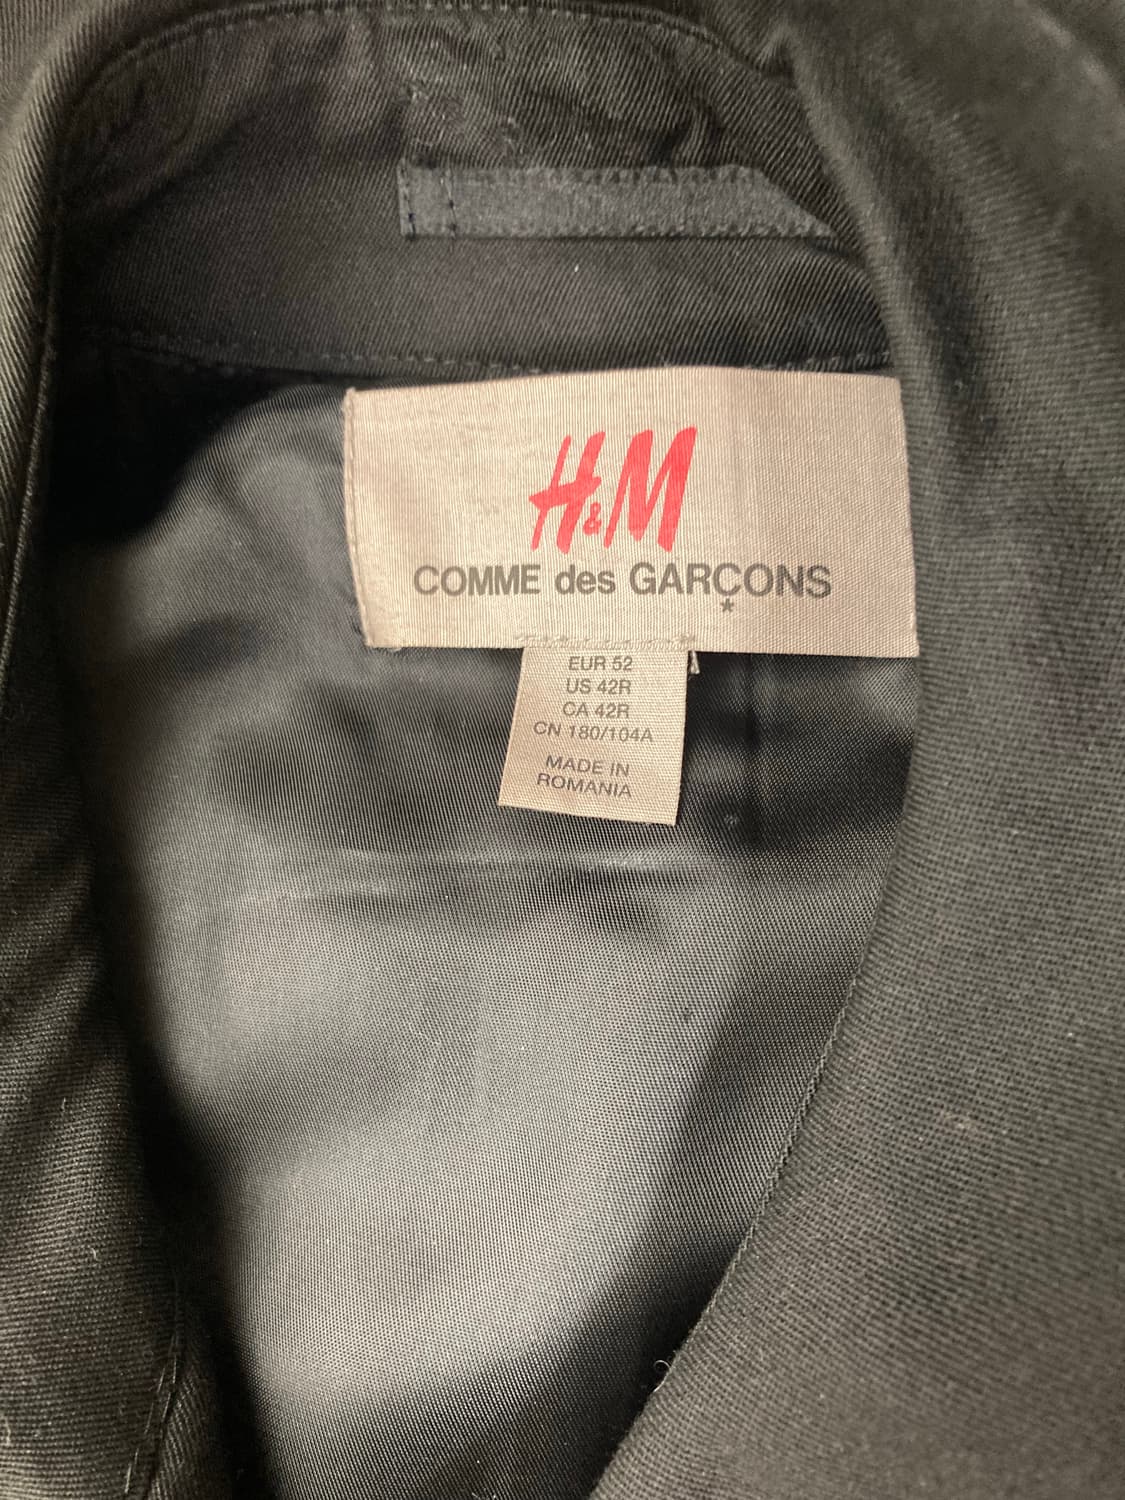 H&M
COMME des GARÇONS
*
EUR 52
US 42R
CA 42R
CN 180/104A
MADE IN
ROMANIA